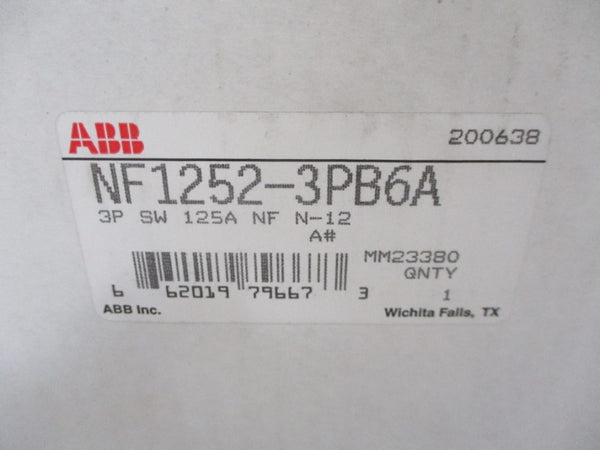 ABB 200638
NF1252-3PB6A
3P SW 125A NF N-12
A#
MM23380
QNTY
6 62019 79667 3 1
ABB Inc. Wichita Falls, TX